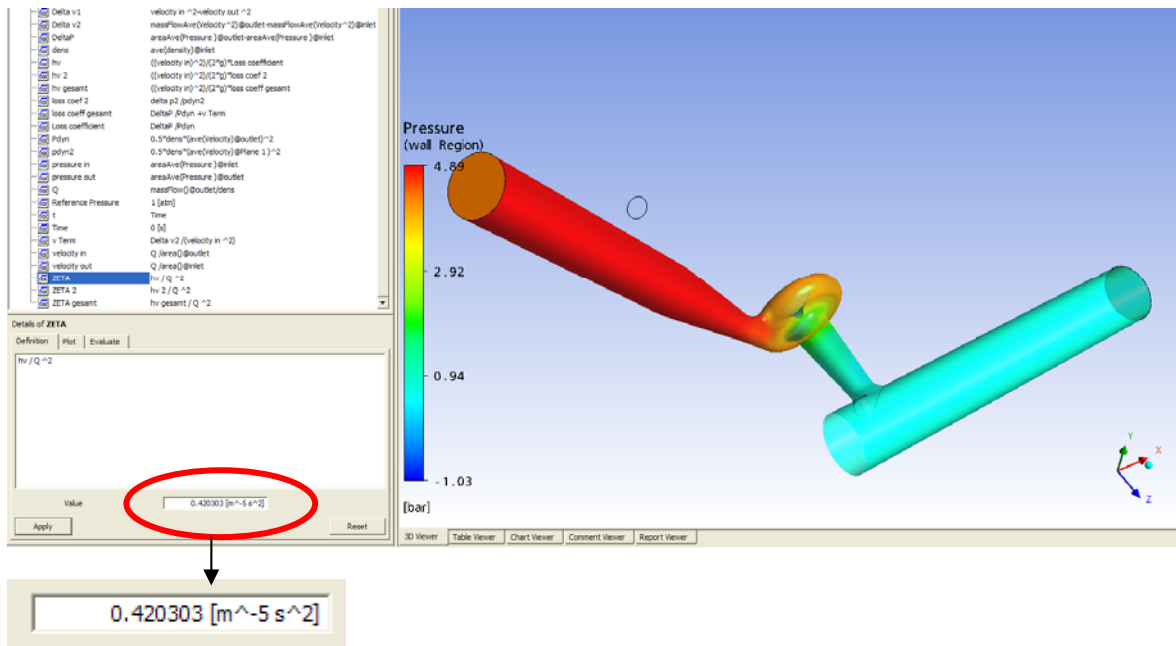 Delta v1 velocity in ^2-velocity out ^2
Delta v2 massFlowAve(Velocity^2)@outlet-massFlowAve(Velocity^2)@inlet
DeltaP areaAve(Pressure )@outlet-areaAve(Pressure )@inlet
dens ave(density)@inlet
hv ((velocity in)^2)/(2*g)*Loss coefficient
hv 2 ((velocity in)^2)/(2*g)*loss coef 2
hv gesamt ((velocity in)^2)/(2*g)*loss coeff gesamt
loss coef 2 delta p2 /pdyn2
loss coeff gesamt DeltaP /Pdyn +v Term
Loss coefficient DeltaP /Pdyn
Pdyn 0.5*dens*(ave(Velocity)@outlet)^2
pdyn2 0.5*dens*(ave(Velocity)@Plane 1)^2
pressure in areaAve(Pressure )@inlet
pressure out areaAve(Pressure )@outlet
Q massFlow()@outlet/dens
Reference Pressure 1 [atm]
t Time
Time 0 [s]
v Term Delta v2 /(velocity in ^2)
velocity in Q /area()@outlet
velocity out Q /area()@inlet
ZETA hv / Q ^2
ZETA 2 hv 2 / Q ^2
ZETA gesamt hv gesamt / Q ^2
Details of ZETA
Definition Plot Evaluate
hv / Q ^2
Value 0.420303 [m^-5 s^2]
Apply Reset
0.420303 [m^-5 s^2]
Pressure
(wall Region)
4.89
2.92
0.94
-1.03
[bar]
Y
X
Z
3D Viewer Table Viewer Chart Viewer Comment Viewer Report Viewer